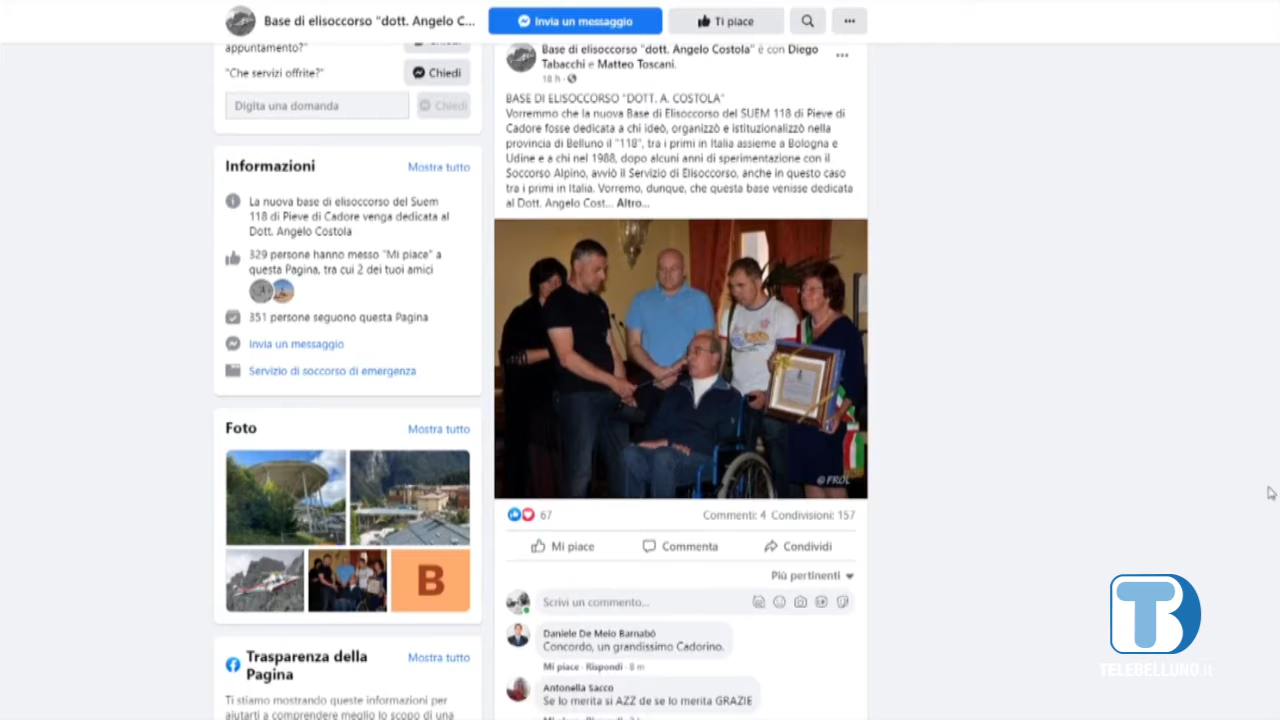 Base di elisoccorso "dott. Angelo C...
Invia un messaggio
Ti piace
appuntamento?"
"Che servizi offrite?"
Chiedi
Digita una domanda
Chiedi
Informazioni
Mostra tutto
La nuova base di elisoccorso del Suem
118 di Pieve di Cadore venga dedicata al
Dott. Angelo Costola
329 persone hanno messo "Mi piace" a
questa Pagina, tra cui 2 dei tuoi amici
351 persone seguono questa Pagina
Invia un messaggio
Servizio di soccorso di emergenza
Foto
Mostra tutto
B
Trasparenza della
Pagina
Mostra tutto
Ti stiamo mostrando queste informazioni per
aiutarti a comprendere meglio lo scopo di una
Base di elisoccorso "dott. Angelo Costola" è con Diego
Tabacchi e Matteo Toscani.
18 h
BASE DI ELISOCCORSO "DOTT. A. COSTOLA"
Vorremmo che la nuova Base di Elisoccorso del SUEM 118 di Pieve di
Cadore fosse dedicata a chi ideò, organizzò e istituzionalizzò nella
provincia di Belluno il "118", tra i primi in Italia assieme a Bologna e
Udine e a chi nel 1988, dopo alcuni anni di sperimentazione con il
Soccorso Alpino, avviò il Servizio di Elisoccorso, anche in questo caso
tra i primi in Italia. Vorremo, dunque, che questa base venisse dedicata
al Dott. Angelo Cost... Altro...
© FROL
67
Commenti: 4 Condivisioni: 157
Mi piace
Commenta
Condividi
Più pertinenti
Scrivi un commento...
Daniele De Meio Barnabò
Concordo, un grandissimo Cadorino.
Mi piace · Rispondi · 8 m
Antonella Sacco
Se lo merita si AZZ de se lo merita GRAZIE
TB
TELEBELLUNO.it